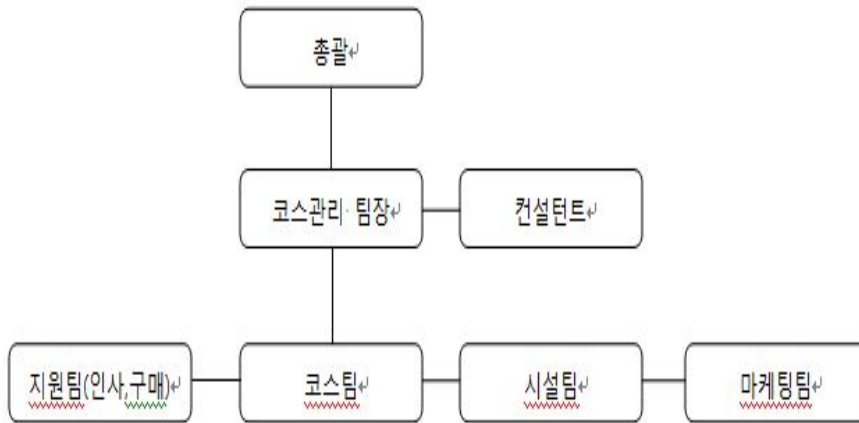 총괄
코스관리 팀장
컨설턴트
지원팀(인사,구매)
코스팀
시설팀
마케팅팀